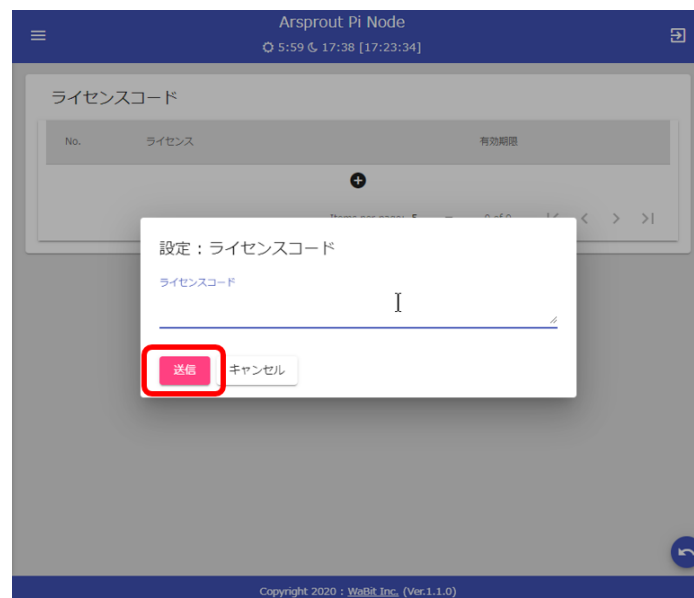 Arsprout Pi Node
5:59 17:38 [17:23:34]
ライセンスコード
No. ライセンス 有効期限
0 of 0
設定：ライセンスコード
ライセンスコード
送信 キャンセル
Copyright 2020 : WaBit Inc. (Ver.1.1.0)